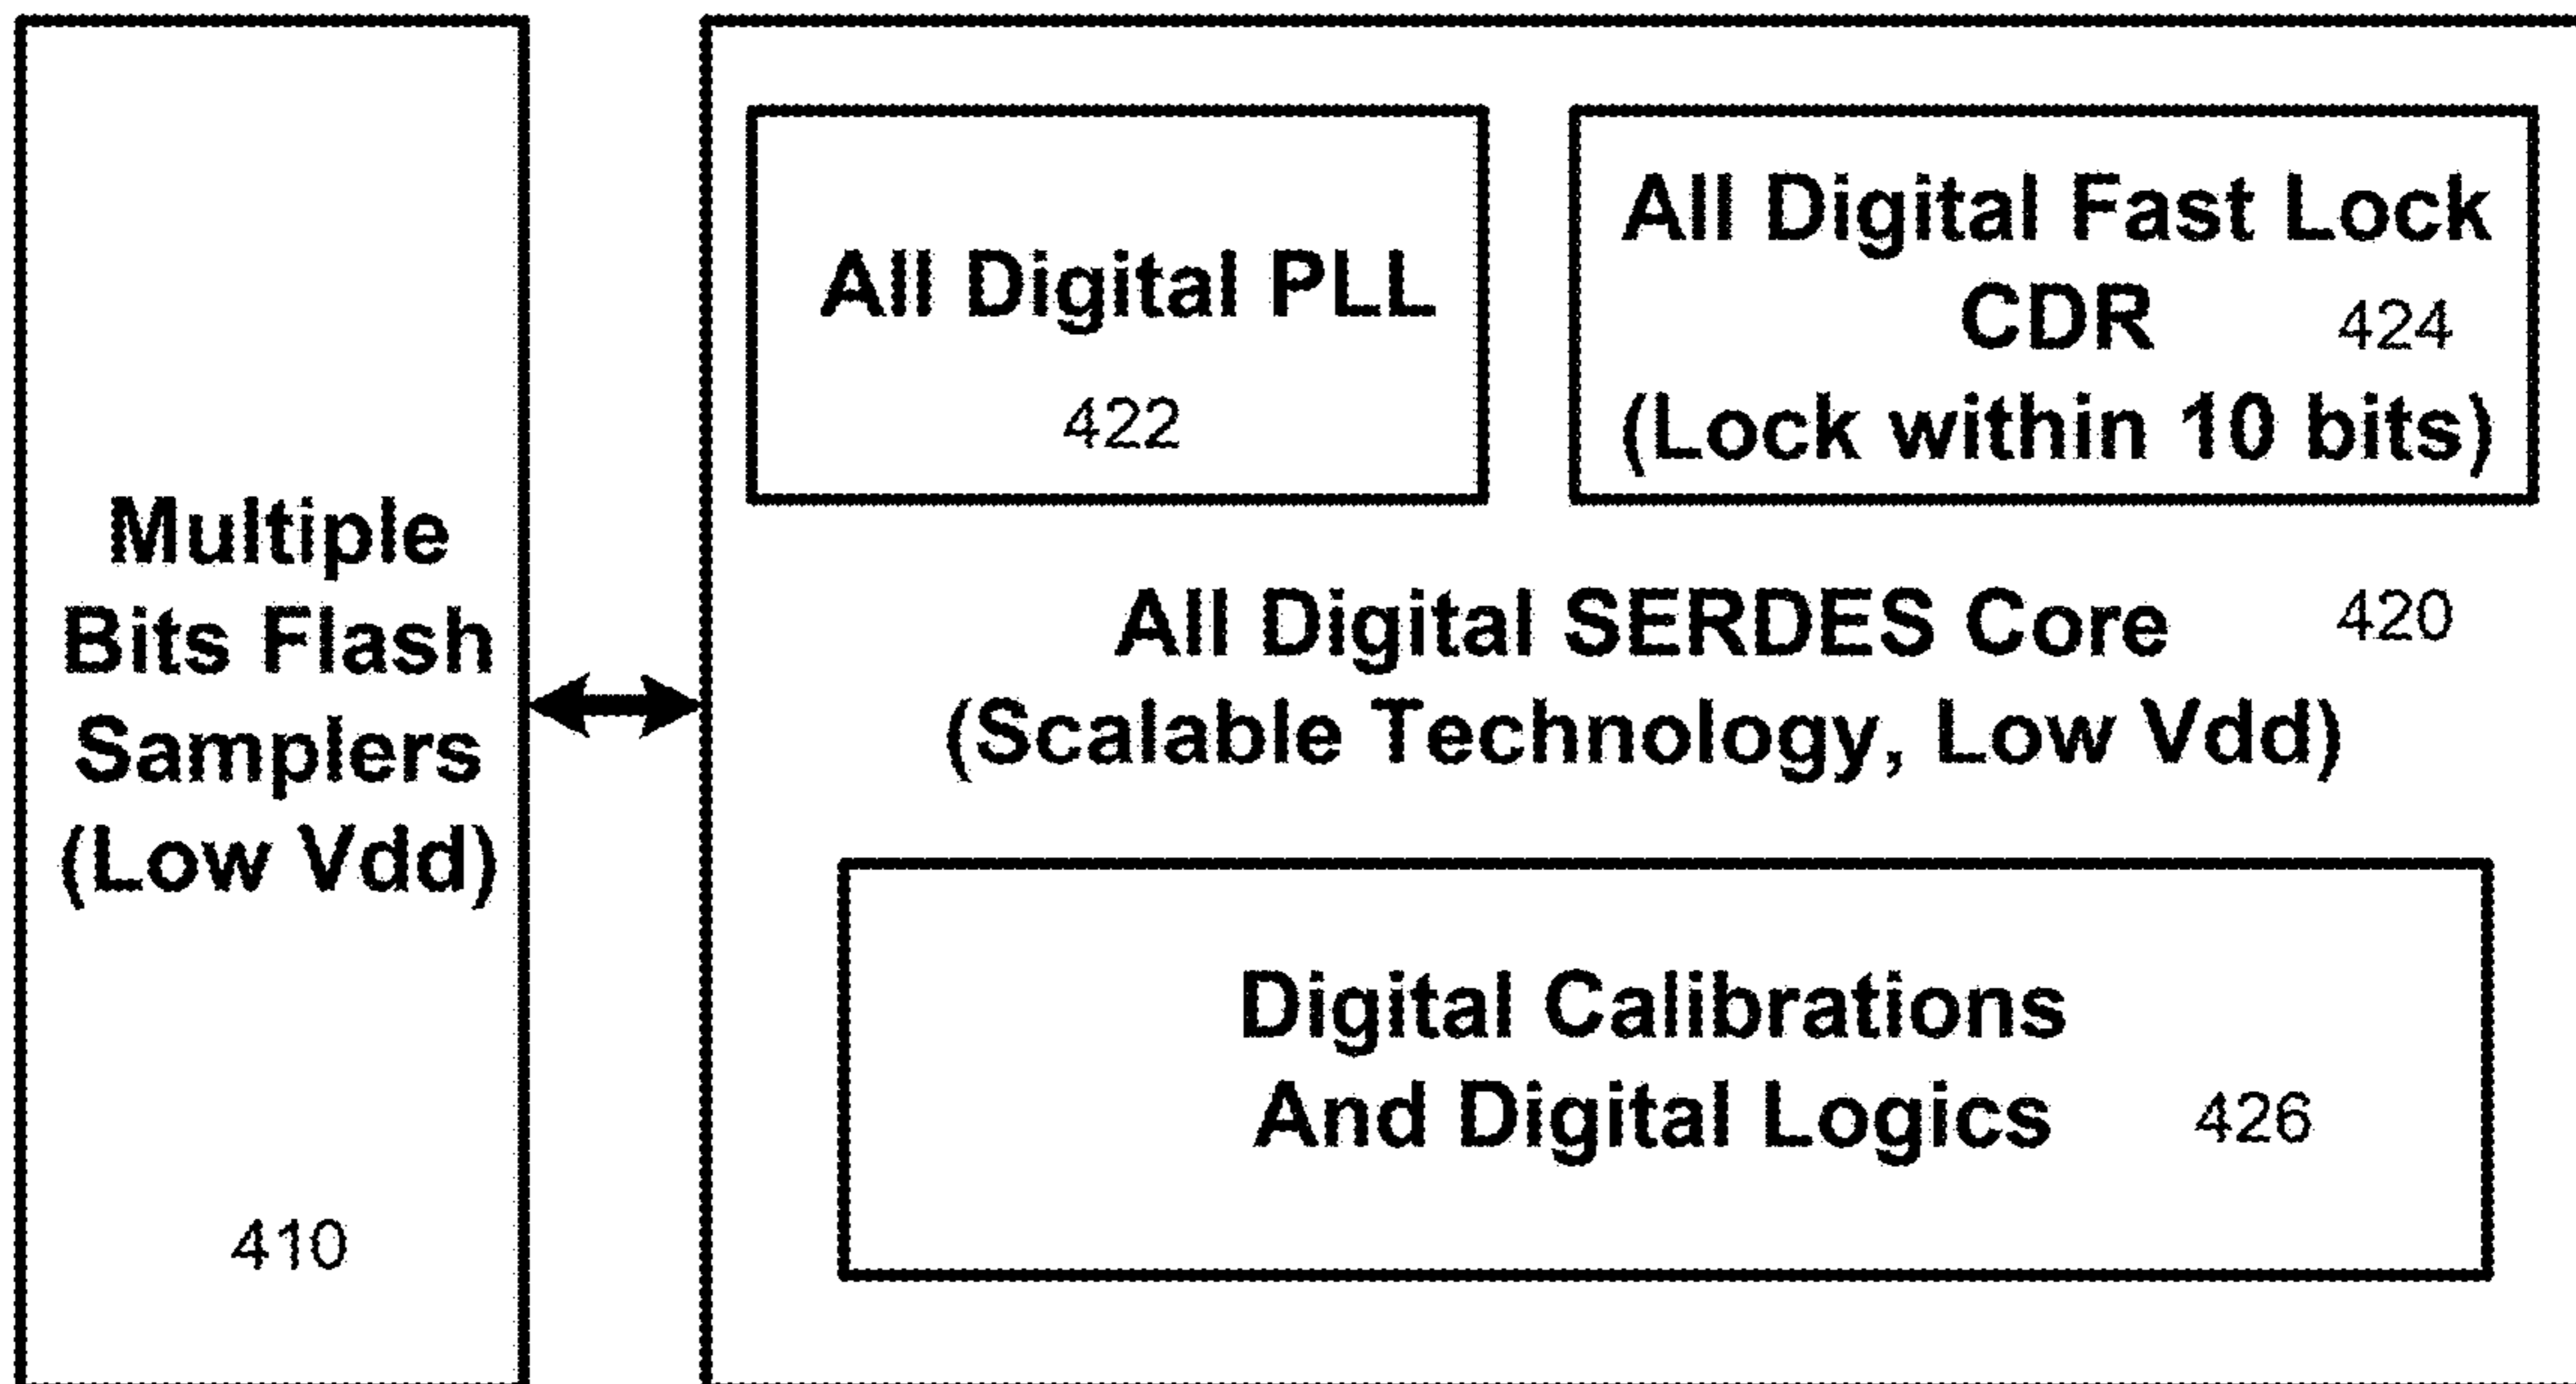 Multiple
Bits Flash
Samplers
(Low Vdd)
410
All Digital PLL
422
All Digital Fast Lock
CDR 424
(Lock within 10 bits)
All Digital SERDES Core 420
(Scalable Technology, Low Vdd)
Digital Calibrations
And Digital Logics 426